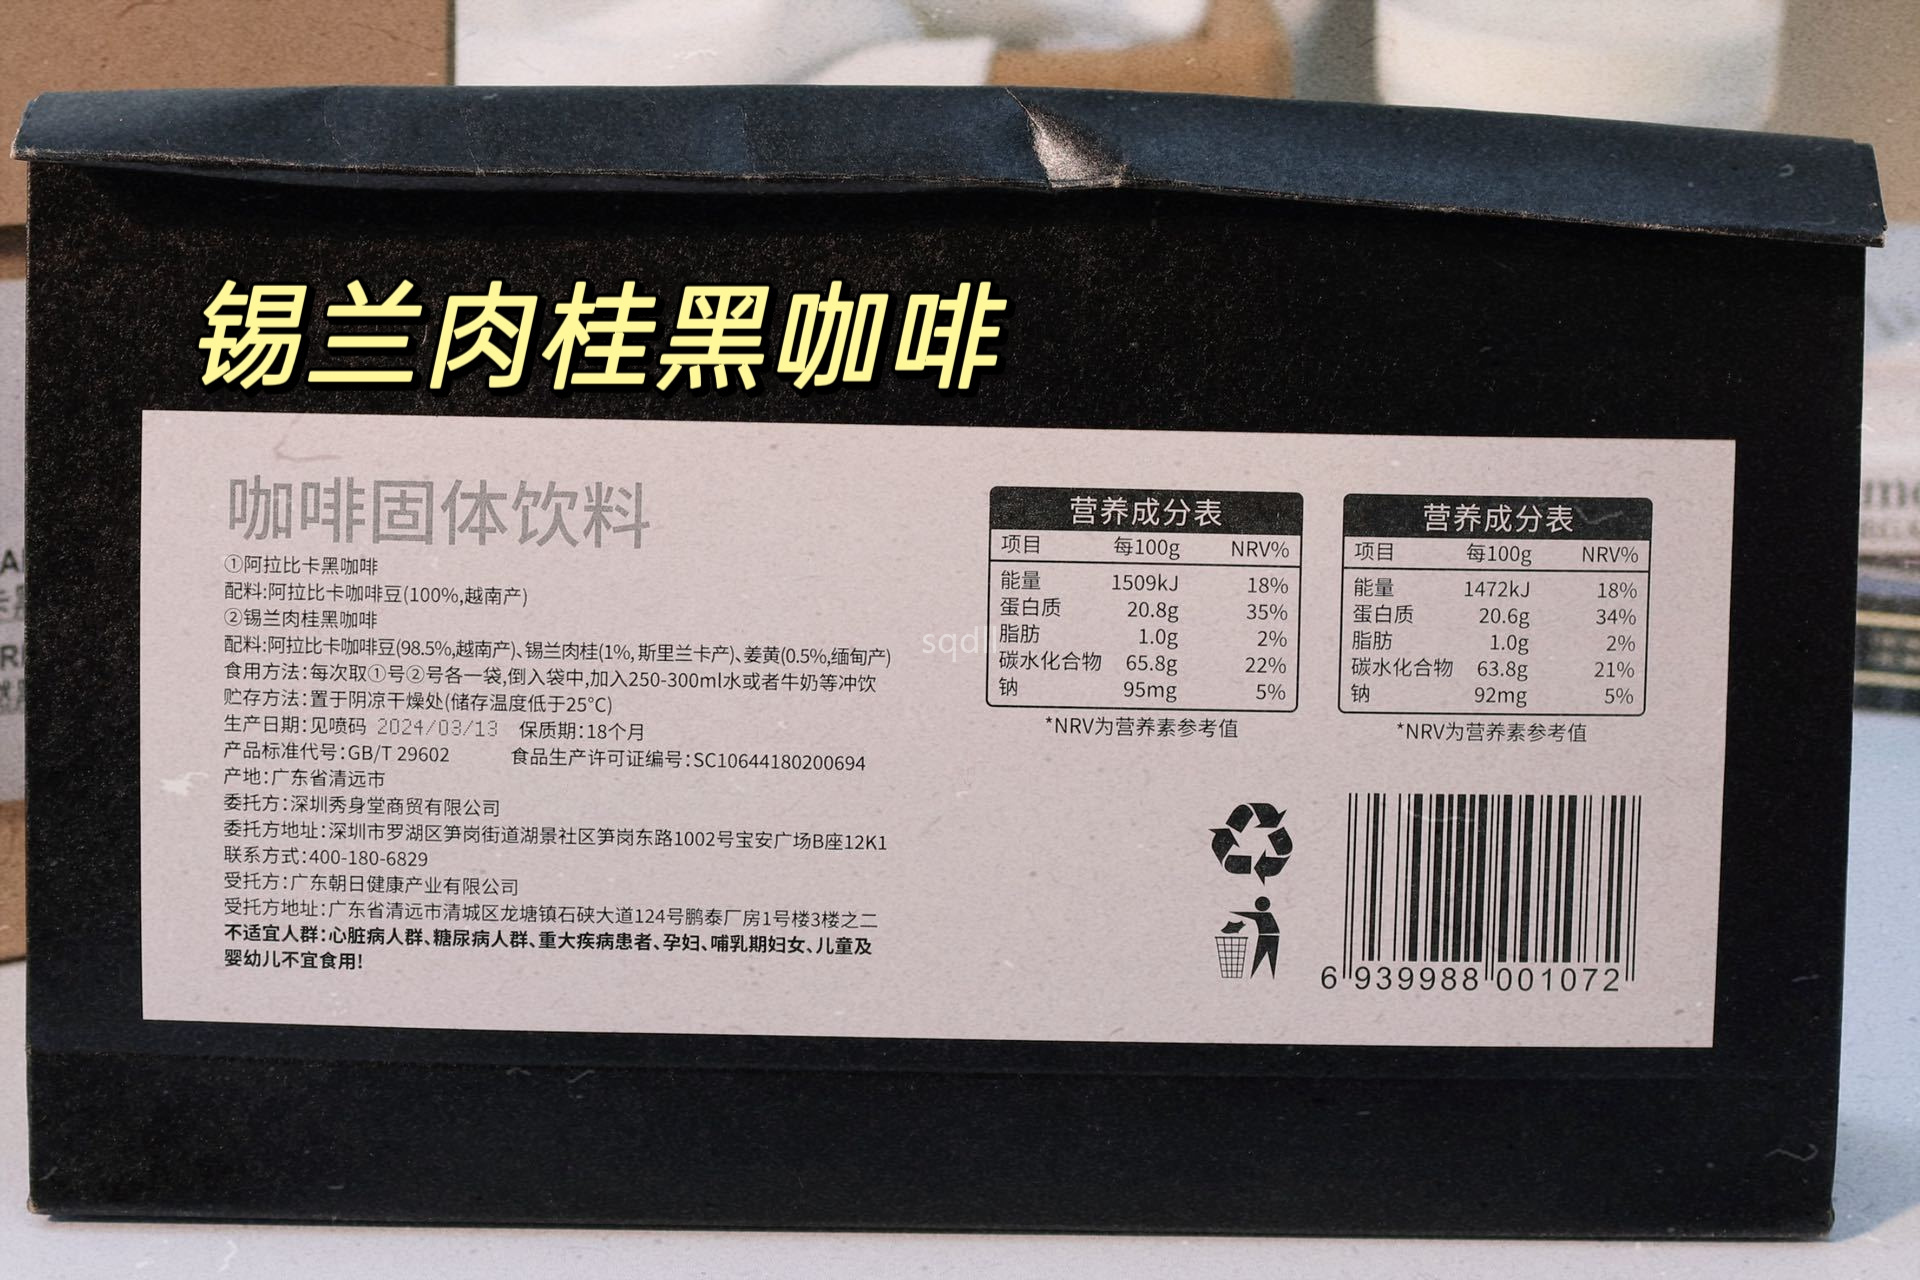 锡兰肉桂黑咖啡
咖啡固体饮料
①阿拉比卡黑咖啡
配料:阿拉比卡咖啡豆(100%,越南产)
②锡兰肉桂黑咖啡
配料:阿拉比卡咖啡豆(98.5%,越南产)、锡兰肉桂(1%,斯里兰卡产)、姜黄(0.5%,缅甸产)
食用方法:每次取①号②号各一袋,倒入袋中,加入250-300ml水或者牛奶等冲饮
贮存方法:置于阴凉干燥处(储存温度低于25℃)
生产日期:见喷码 2024/03/13 保质期:18个月
产品标准代号:GB/T 29602 食品生产许可证编号:SC10644180200694
产地:广东省清远市
委托方:深圳秀身堂商贸有限公司
委托方地址:深圳市罗湖区笋岗街道湖景社区笋岗东路1002号宝安广场B座12K1
联系方式:400-180-6829
受托方:广东朝日健康产业有限公司
受托方地址:广东省清远市清城区龙塘镇石硖大道124号鹏泰厂房1号楼3楼之二
不适宜人群:心脏病人群、糖尿病人群、重大疾病患者、孕妇、哺乳期妇女、儿童及
婴幼儿不宜食用!
营养成分表
项目 每100g NRV%
能量 1509kJ 18%
蛋白质 20.8g 35%
脂肪 1.0g 2%
碳水化合物 65.8g 22%
钠 95mg 5%
*NRV为营养素参考值
营养成分表
项目 每100g NRV%
能量 1472kJ 18%
蛋白质 20.6g 34%
脂肪 1.0g 2%
碳水化合物 63.8g 21%
钠 92mg 5%
*NRV为营养素参考值
6 939988 001072